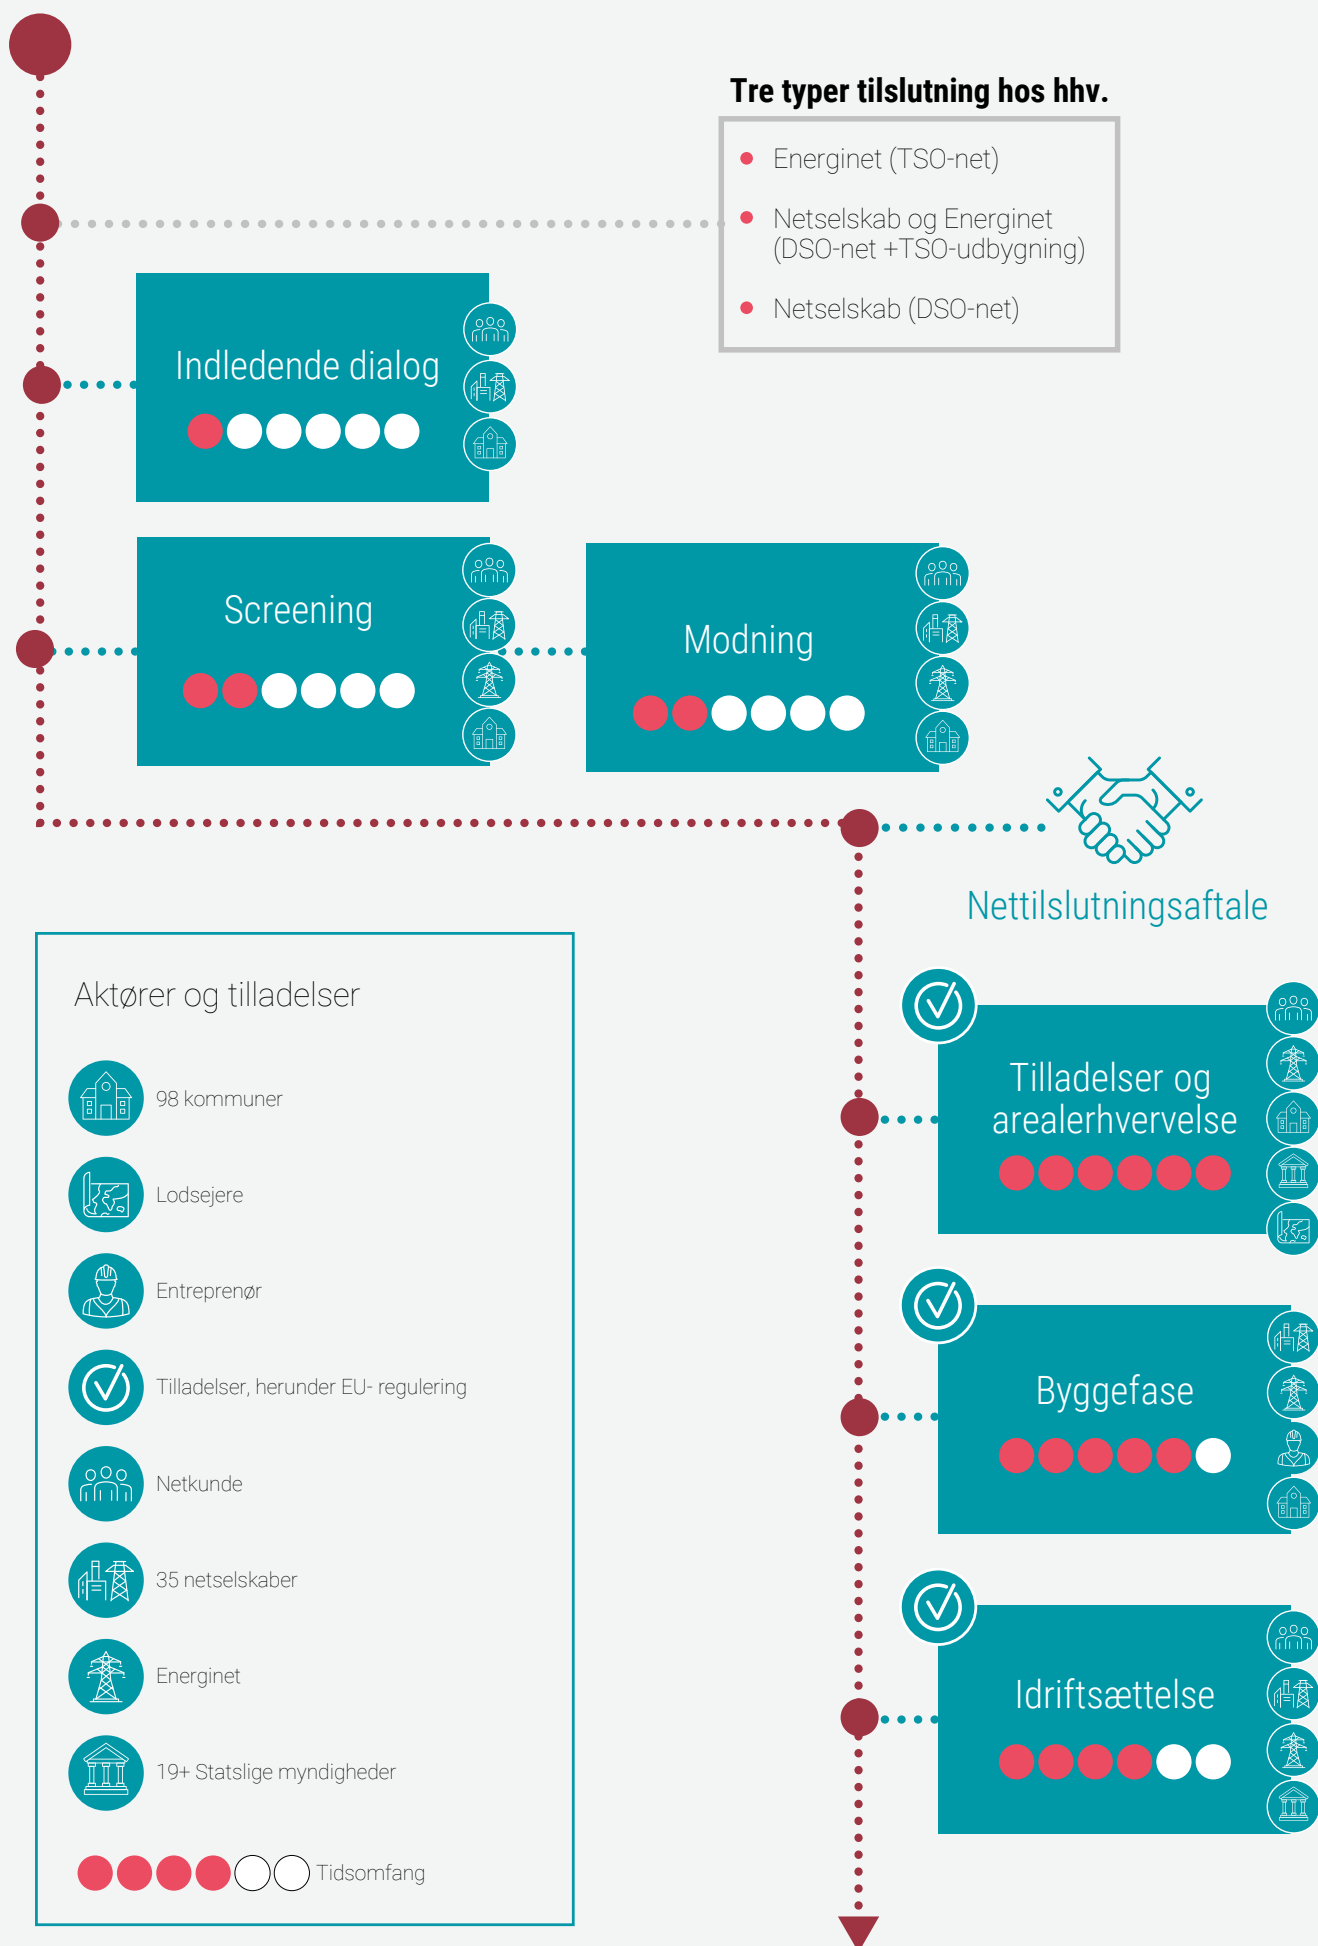 Tre typer tilslutning hos hhv.
Energinet (TSO-net)
Netselskab og Energinet
(DSO-net +TSO-udbygning)
Netselskab (DSO-net)
Indledende dialog
Screening
Modning
Nettilslutningsaftale
Tilladelser og
arealerhvervelse
Byggefase
Idriftsættelse
Aktører og tilladelser
98 kommuner
Lodsejere
Entreprenør
Tilladelser, herunder EU- regulering
Netkunde
35 netselskaber
Energinet
19+ Statslige myndigheder
Tidsomfang